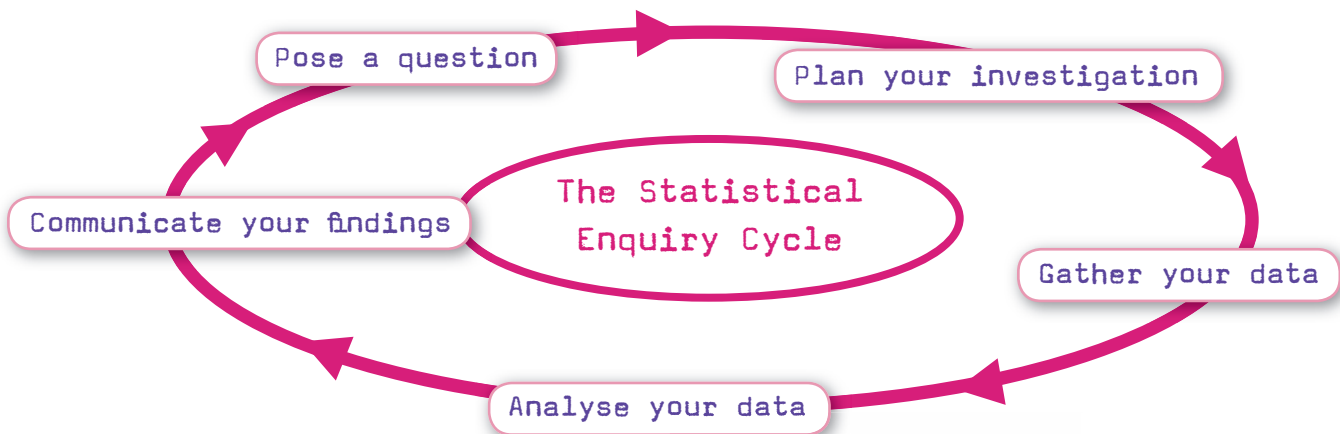 Pose a question
Plan your investigation
The Statistical
Enquiry Cycle
Communicate your findings
Gather your data
Analyse your data